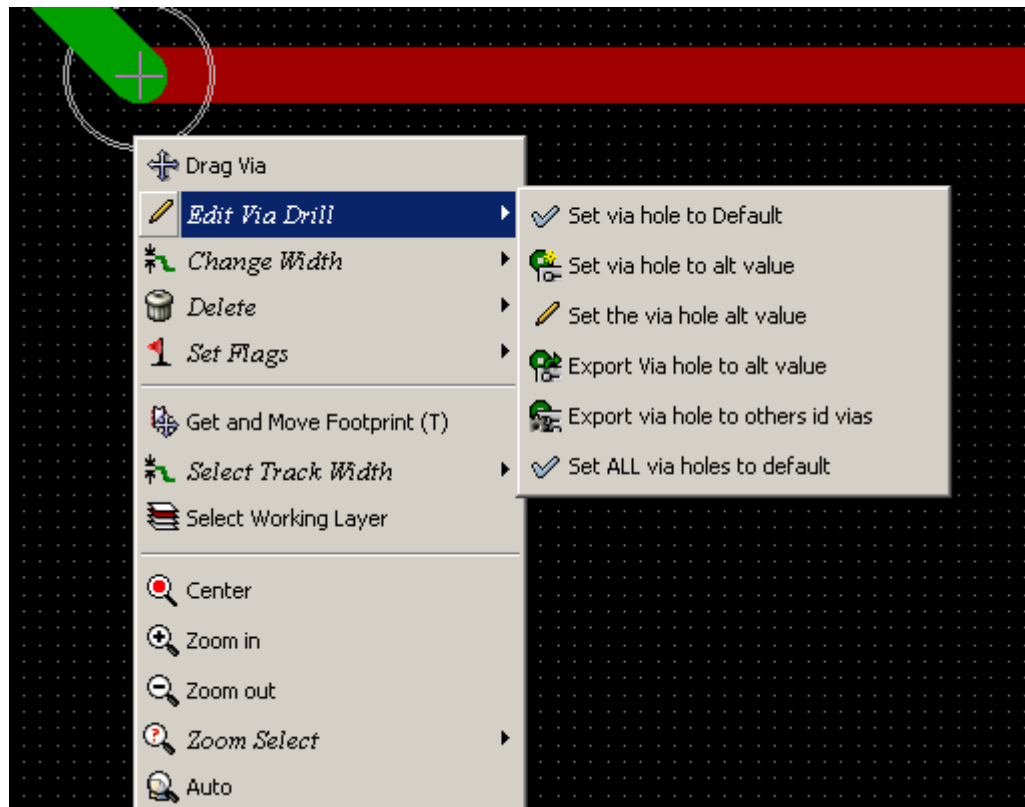 Drag Via
Edit Via Drill
Change Width
Delete
Set Flags
Get and Move Footprint (T)
Select Track Width
Select Working Layer
Center
Zoom in
Zoom out
Zoom Select
Auto
Set via hole to Default
Set via hole to alt value
Set the via hole alt value
Export Via hole to alt value
Export via hole to others id vias
Set ALL via holes to default